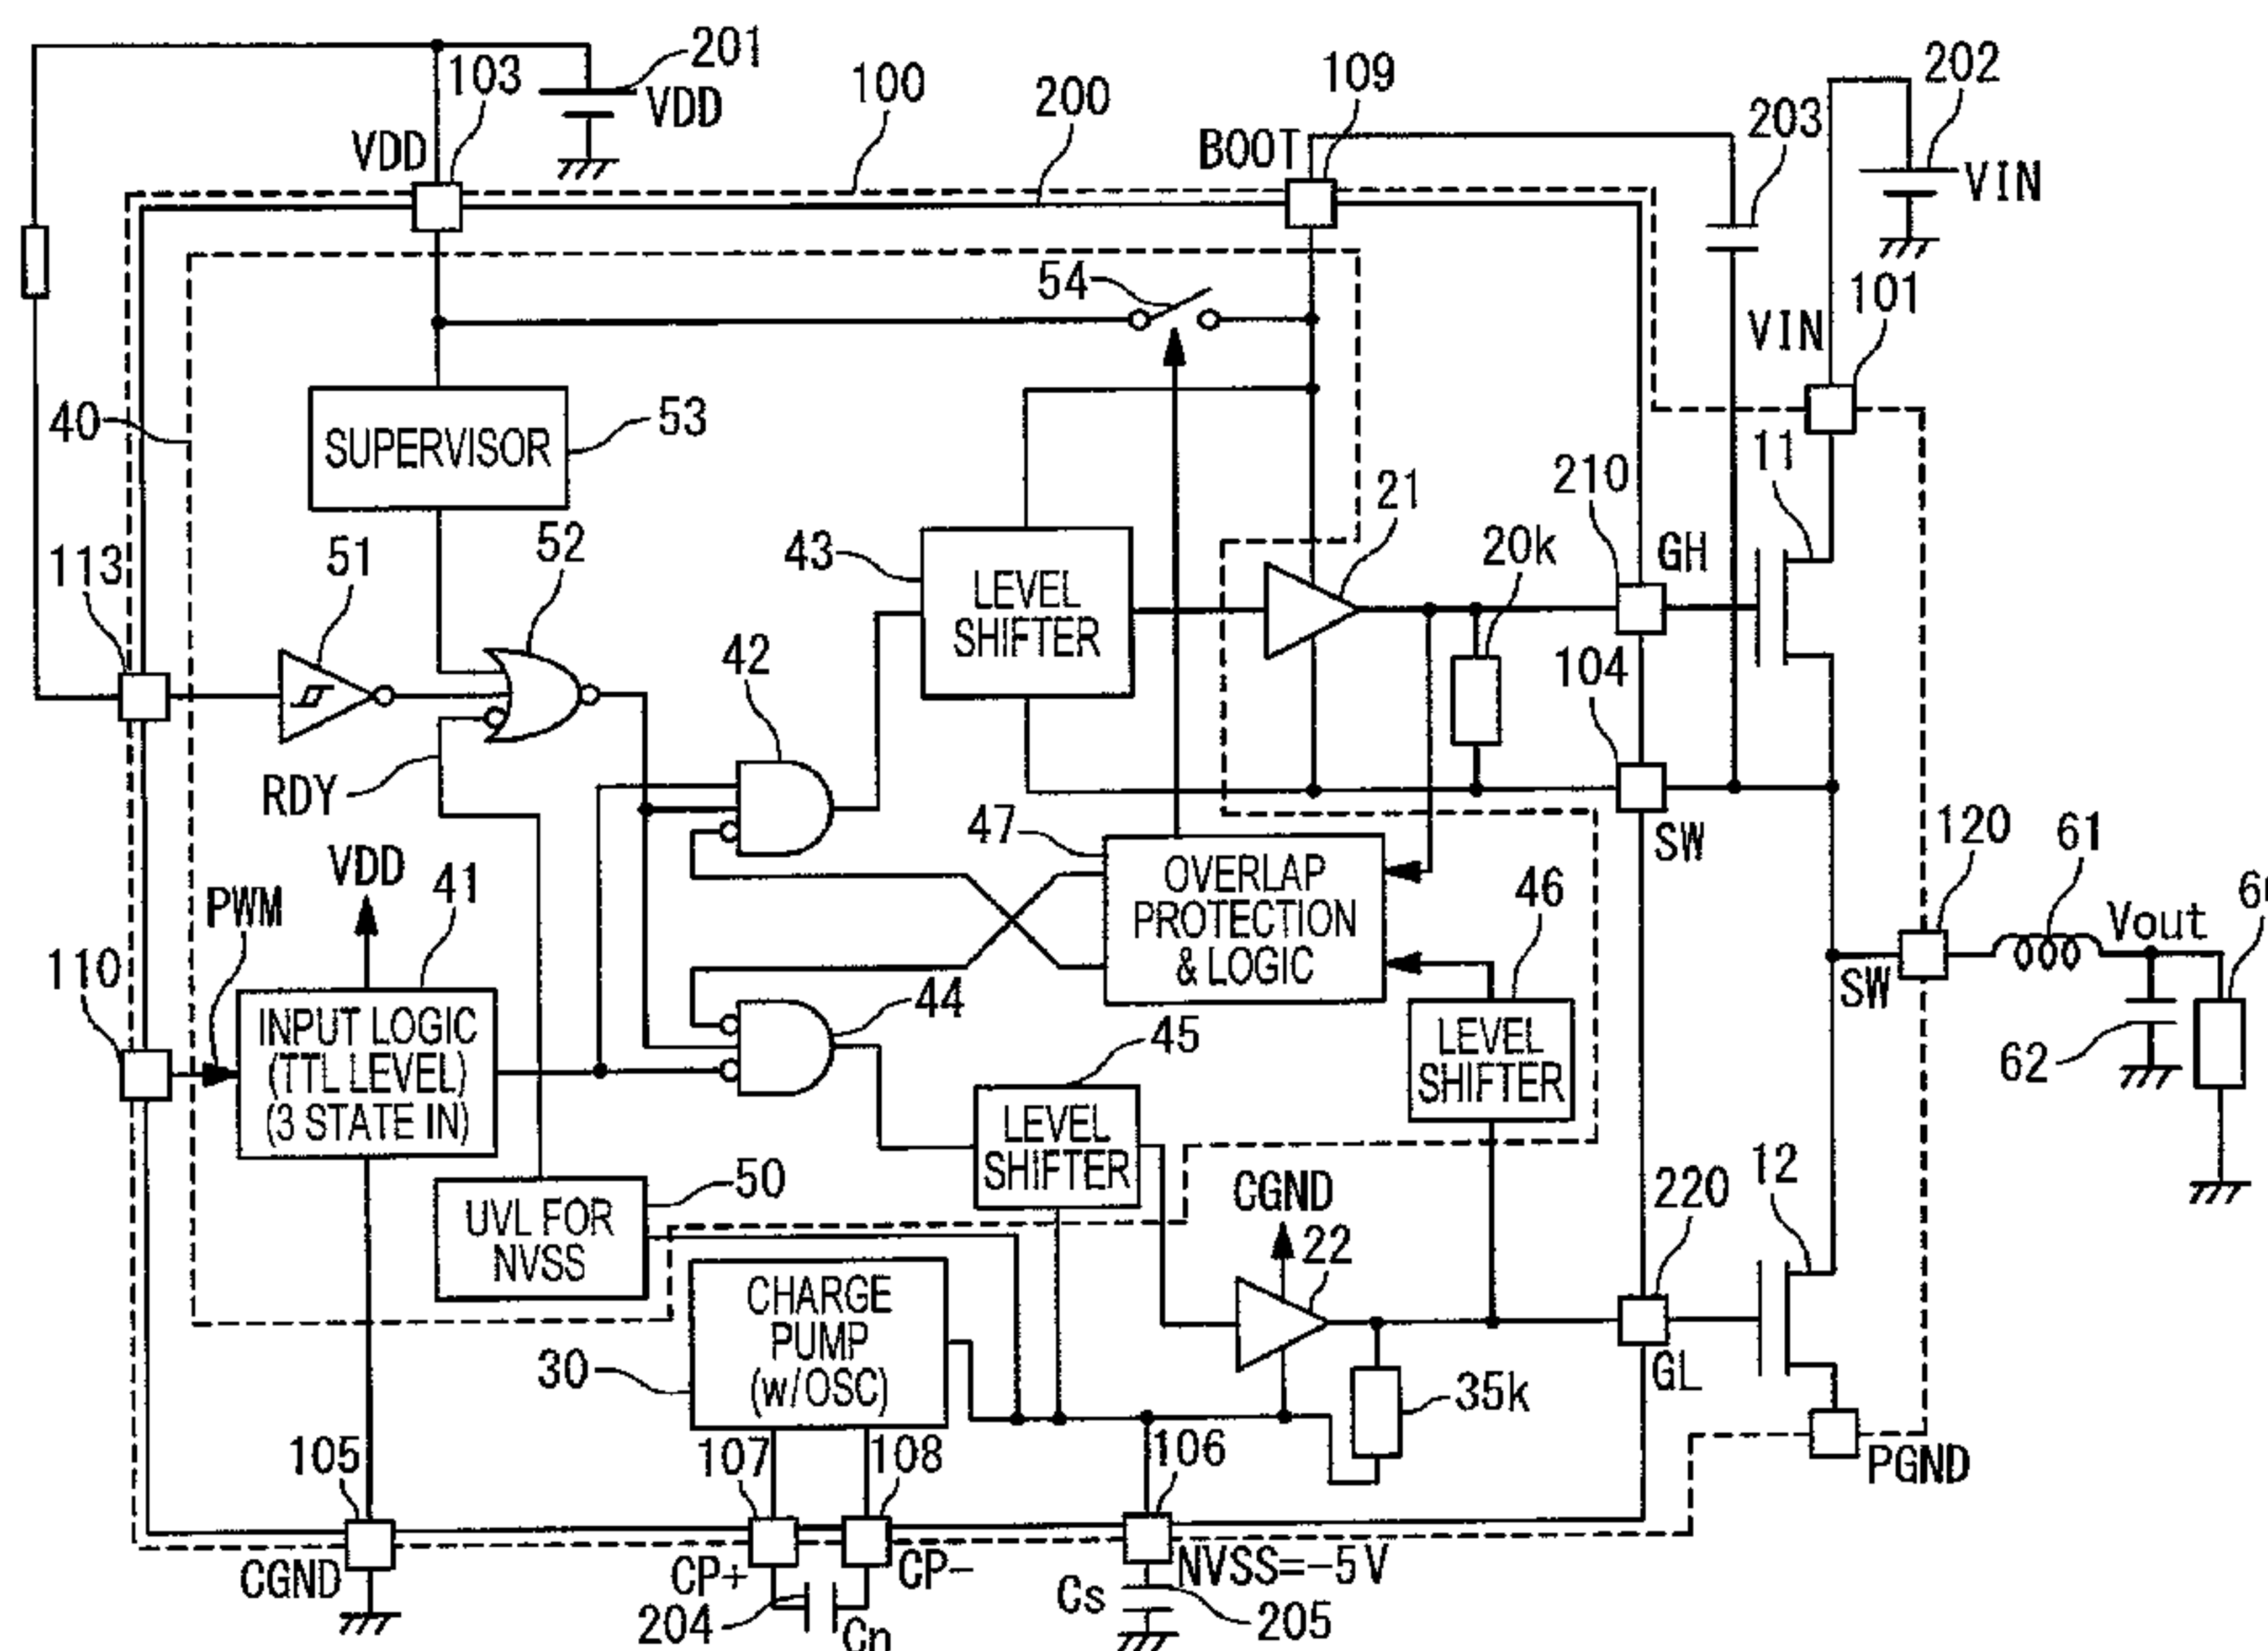 201
103
VDD
202
100
200
109
203
VDD
BOOT
VIN
54
101
VIN
40
SUPERVISOR
53
11
210
21
GH
20k
43
LEVEL
SHIFTER
113
51
52
42
104
RDY
47
SW
120
61
VDD
41
OVERLAP
PROTECTION
& LOGIC
46
PWM
Vout
110
44
SW
INPUT LOGIC
(TTL LEVEL)
(3 STATE IN)
45
LEVEL
SHIFTER
62
LEVEL
SHIFTER
50
CGND
220
12
UVL FOR
NVSS
22
CHARGE
PUMP
(w/OSC)
30
GL
35k
105
107
108
106
PGND
CGND
CP+
CP-
NVSS=-5V
204
Cs
205